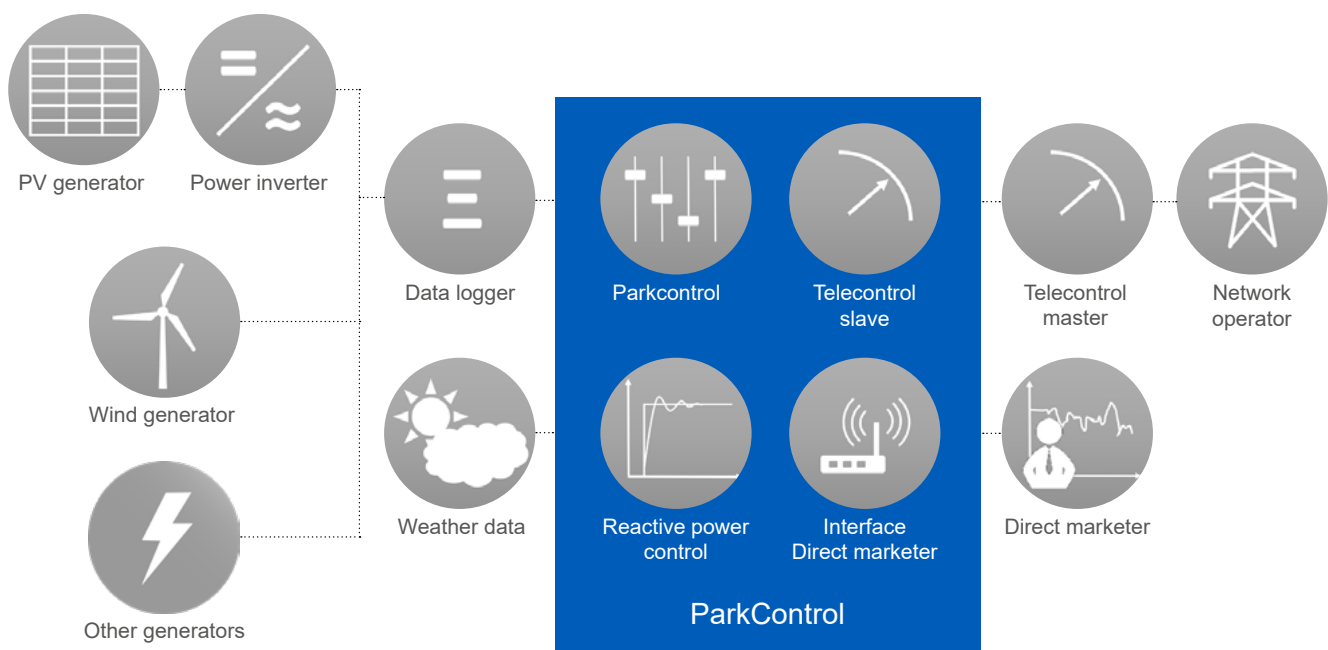 PV generator
Power inverter
Data logger
Parkcontrol
Telecontrol
slave
Telecontrol
master
Network
operator
Wind generator
Weather data
Reactive power
control
Interface
Direct marketer
Direct marketer
Other generators
ParkControl